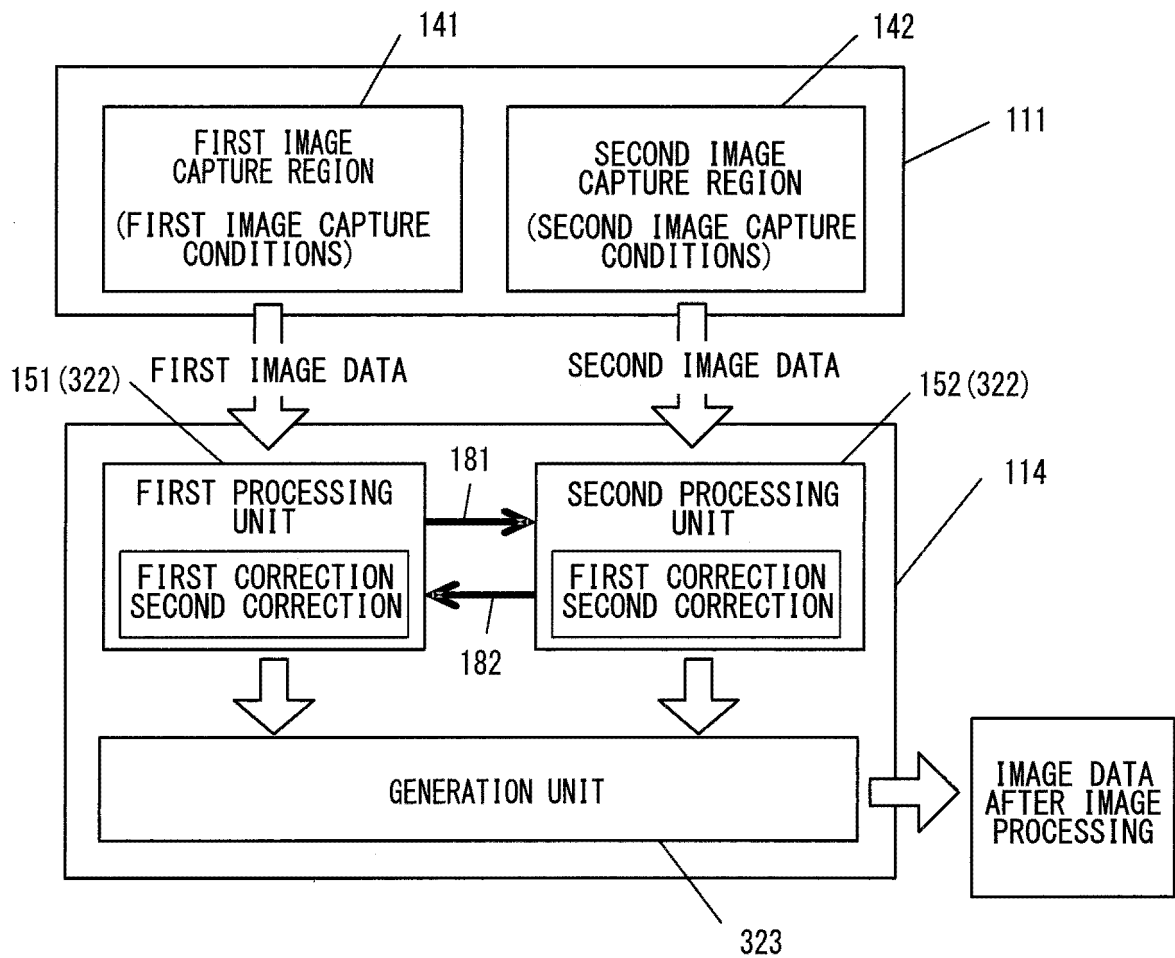 141
142
111
FIRST IMAGE
CAPTURE REGION
(FIRST IMAGE CAPTURE
CONDITIONS)
SECOND IMAGE
CAPTURE REGION
(SECOND IMAGE CAPTURE
CONDITIONS)
FIRST IMAGE DATA
SECOND IMAGE DATA
151(322)
152(322)
114
FIRST PROCESSING
UNIT
FIRST CORRECTION
SECOND CORRECTION
181
182
SECOND PROCESSING
UNIT
FIRST CORRECTION
SECOND CORRECTION
GENERATION UNIT
323
IMAGE DATA
AFTER IMAGE
PROCESSING